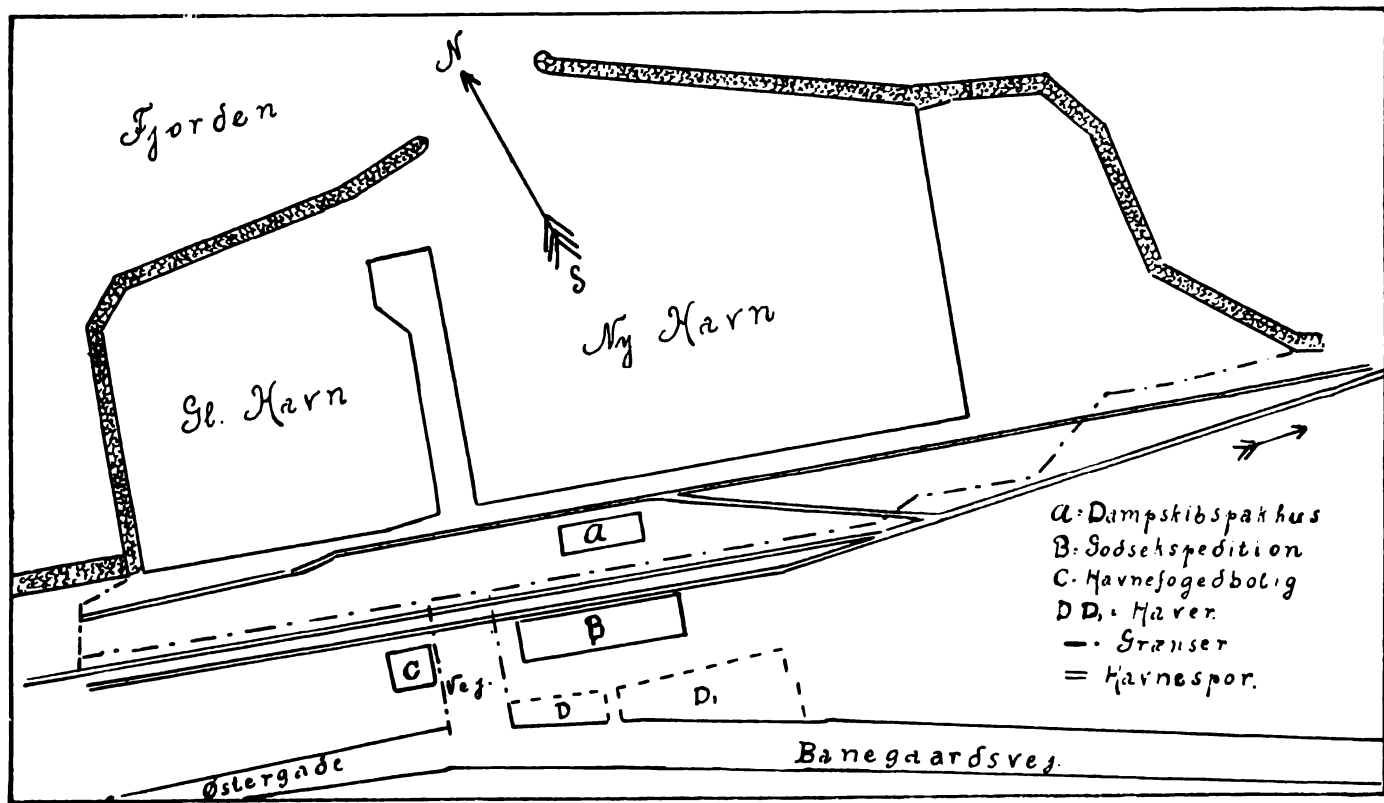 N
Fjorden
S
Ny Havn
Gl. Havn
A
B
C
Vej.
D
D₁
Østergade
Banegaardsvej.
A: Dampskibspakhus
B: Godsekspedition
C. Havnefogedbolig
D D₁: Haver.
—. Grænser
= Havnespor.